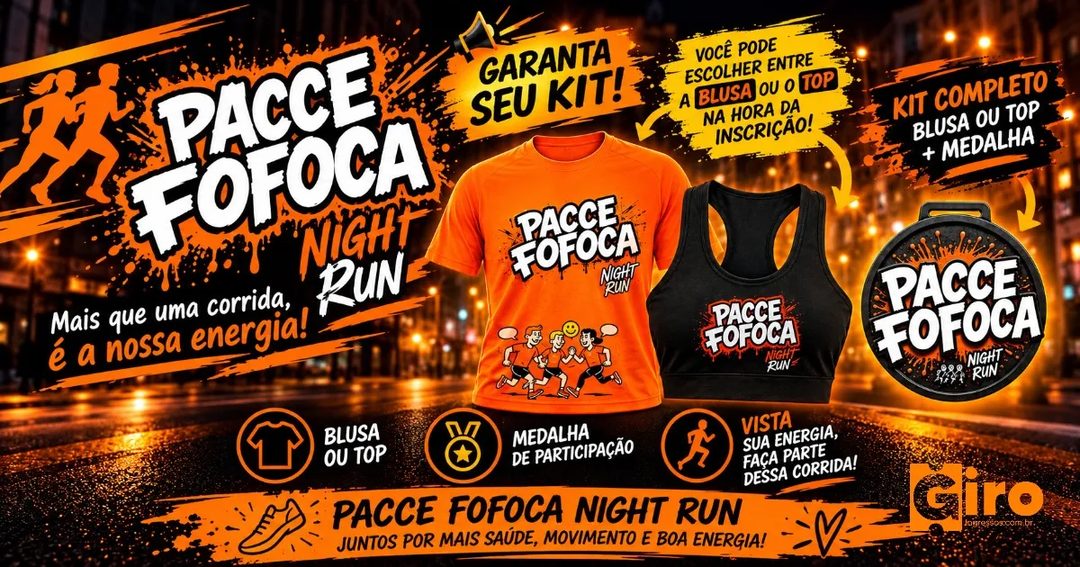 PACCE
FOFOCA
NIGHT
RUN
Mais que uma corrida,
é a nossa energia!
GARANTA
SEU KIT!
VOCÊ PODE
ESCOLHER ENTRE
A BLUSA OU O TOP
NA HORA DA
INSCRIÇÃO!
KIT COMPLETO
BLUSA OU TOP
+ MEDALHA
PACCE
FOFOCA
NIGHT
RUN
PACCE
FOFOCA
NIGHT
RUN
PACCE
FOFOCA
NIGHT
RUN
BLUSA
OU TOP
MEDALHA
DE PARTICIPAÇÃO
VISTA
SUA ENERGIA,
FAÇA PARTE
DESSA CORRIDA!
Giro
PACCE FOFOCA NIGHT RUN
JUNTOS POR MAIS SAÚDE, MOVIMENTO E BOA ENERGIA!